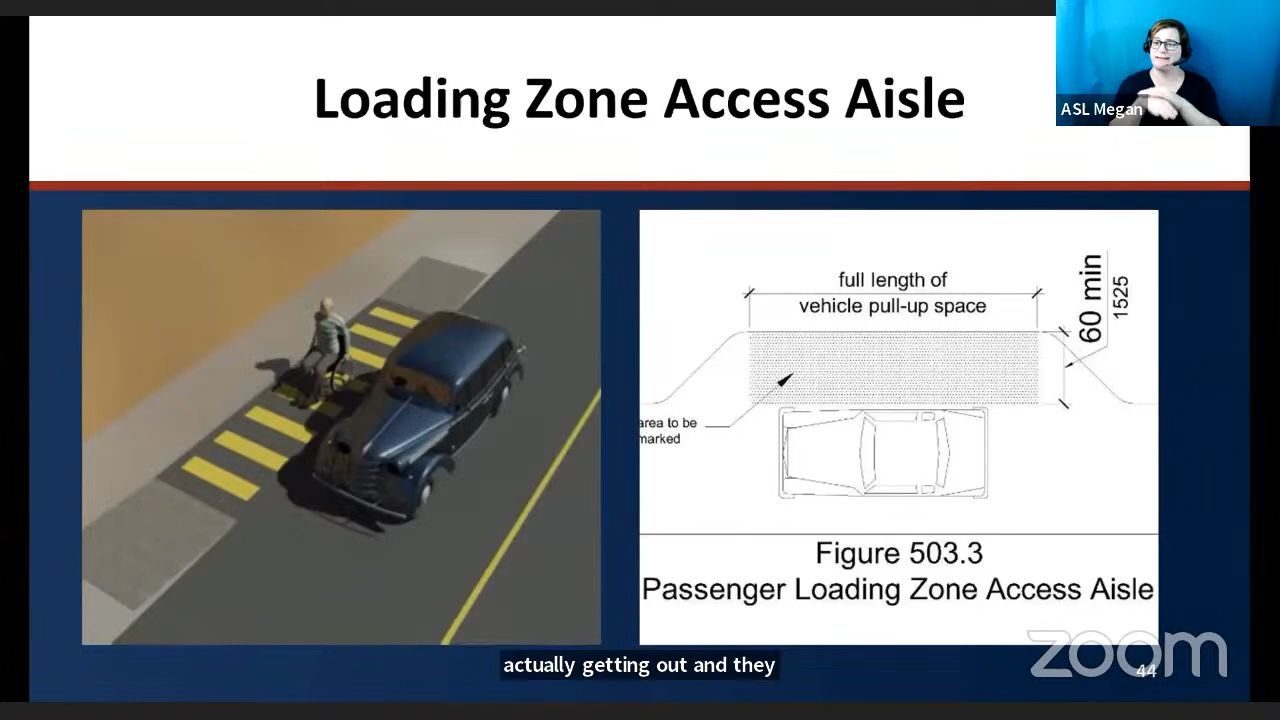 Loading Zone Access Aisle
ASL Megan
full length of
vehicle pull-up space
60 min
1525
area to be
marked
Figure 503.3
Passenger Loading Zone Access Aisle
zoom
44
actually getting out and they